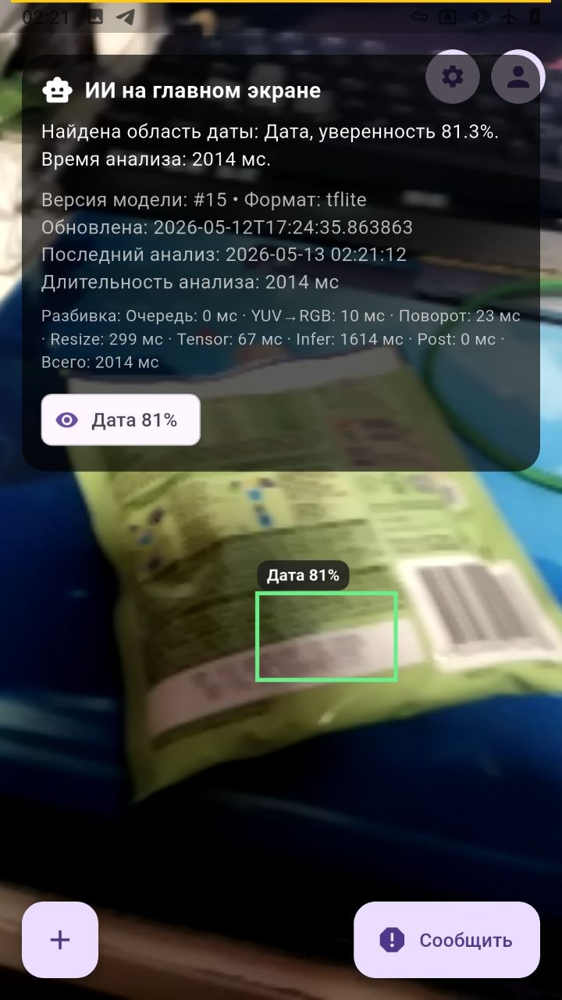 02:21
ИИ на главном экране
Найдена область даты: Дата, уверенность 81.3%.
Время анализа: 2014 мс.
Версия модели: #15 • Формат: tflite
Обновлена: 2026-05-12T17:24:35.863863
Последний анализ: 2026-05-13 02:21:12
Длительность анализа: 2014 мс
Разбивка: Очередь: 0 мс · YUV→RGB: 10 мс · Поворот: 23 мс
· Resize: 299 мс · Tensor: 67 мс · Infer: 1614 мс · Post: 0 мс ·
Всего: 2014 мс
Дата 81%
Дата 81%
Сообщить